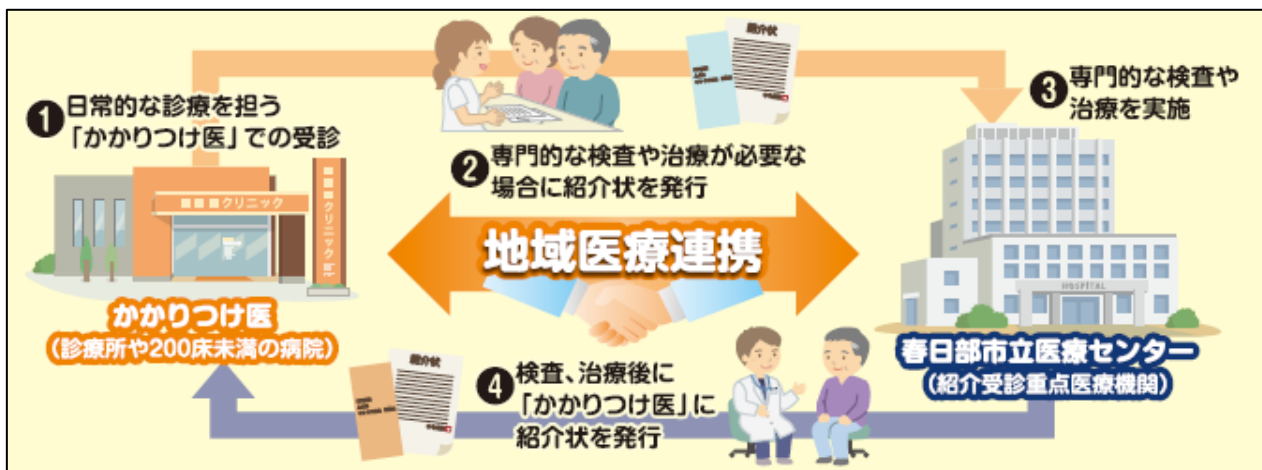 紹介状
❶日常的な診療を担う
「かかりつけ医」での受診
■■■クリニック
■■■クリニック
かかりつけ医
(診療所や200床未満の病院)
❷専門的な検査や治療が必要な
場合に紹介状を発行
地域医療連携
❸専門的な検査や
治療を実施
HOSPITAL
春日部市立医療センター
(紹介受診重点医療機関)
紹介状
❹検査、治療後に
「かかりつけ医」に
紹介状を発行